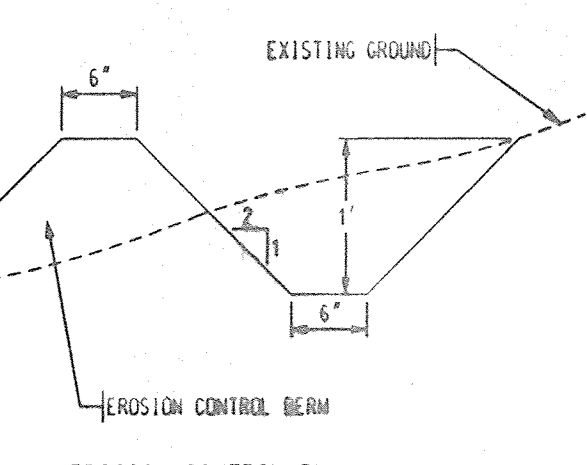 EXISTING GROUND
6"
2
1
1'
6"
EROSION CONTROL BERM